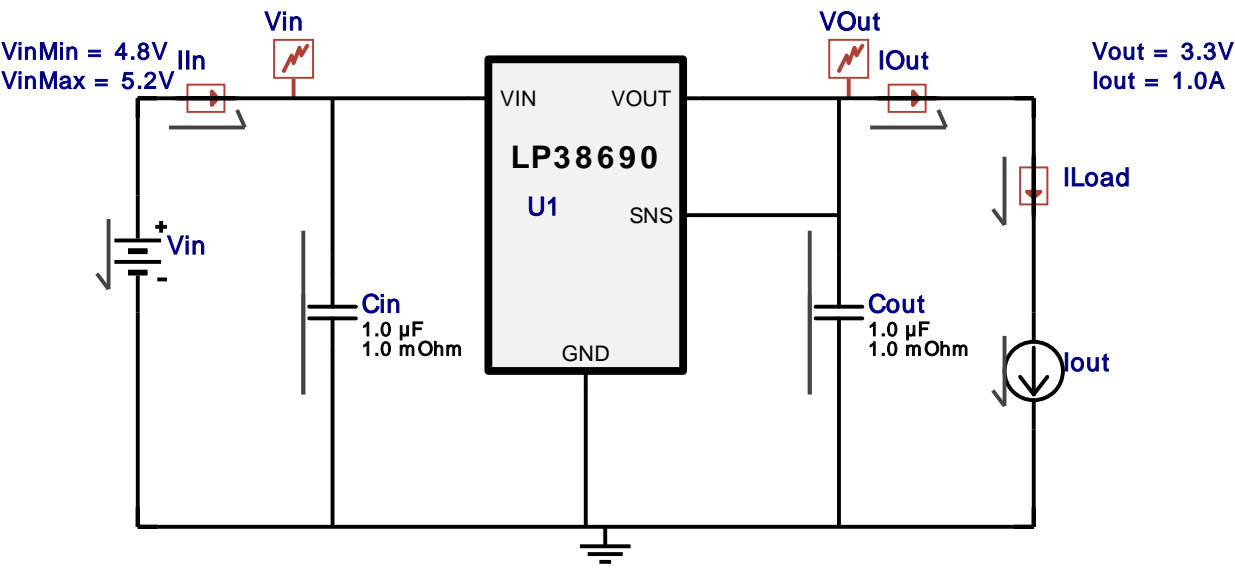 Vin
VOut
VinMin = 4.8V
VinMax = 5.2V
IIn
IOut
Vout = 3.3V
Iout = 1.0A
VIN
VOUT
LP38690
U1
SNS
GND
ILoad
+
Vin
-
Cin
1.0 µF
1.0 mOhm
Cout
1.0 µF
1.0 mOhm
Iout